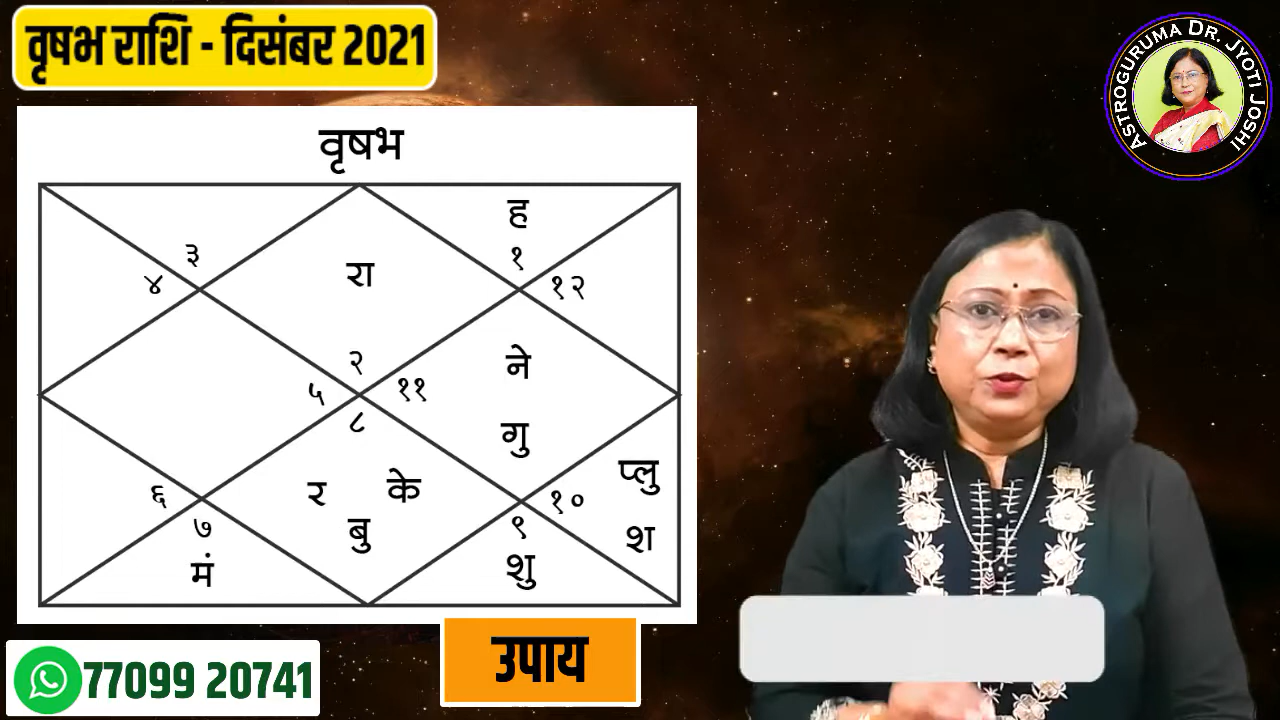 वृषभ राशि - दिसंबर 2021
ASTROGURUMA DR. JYOTI JOSHI
वृषभ
ह
३
१
४
रा
१२
२
ने
५
११
८
गु
प्लु
६
र
के
१०
७
बु
९
श
मं
शु
उपाय
77099 20741